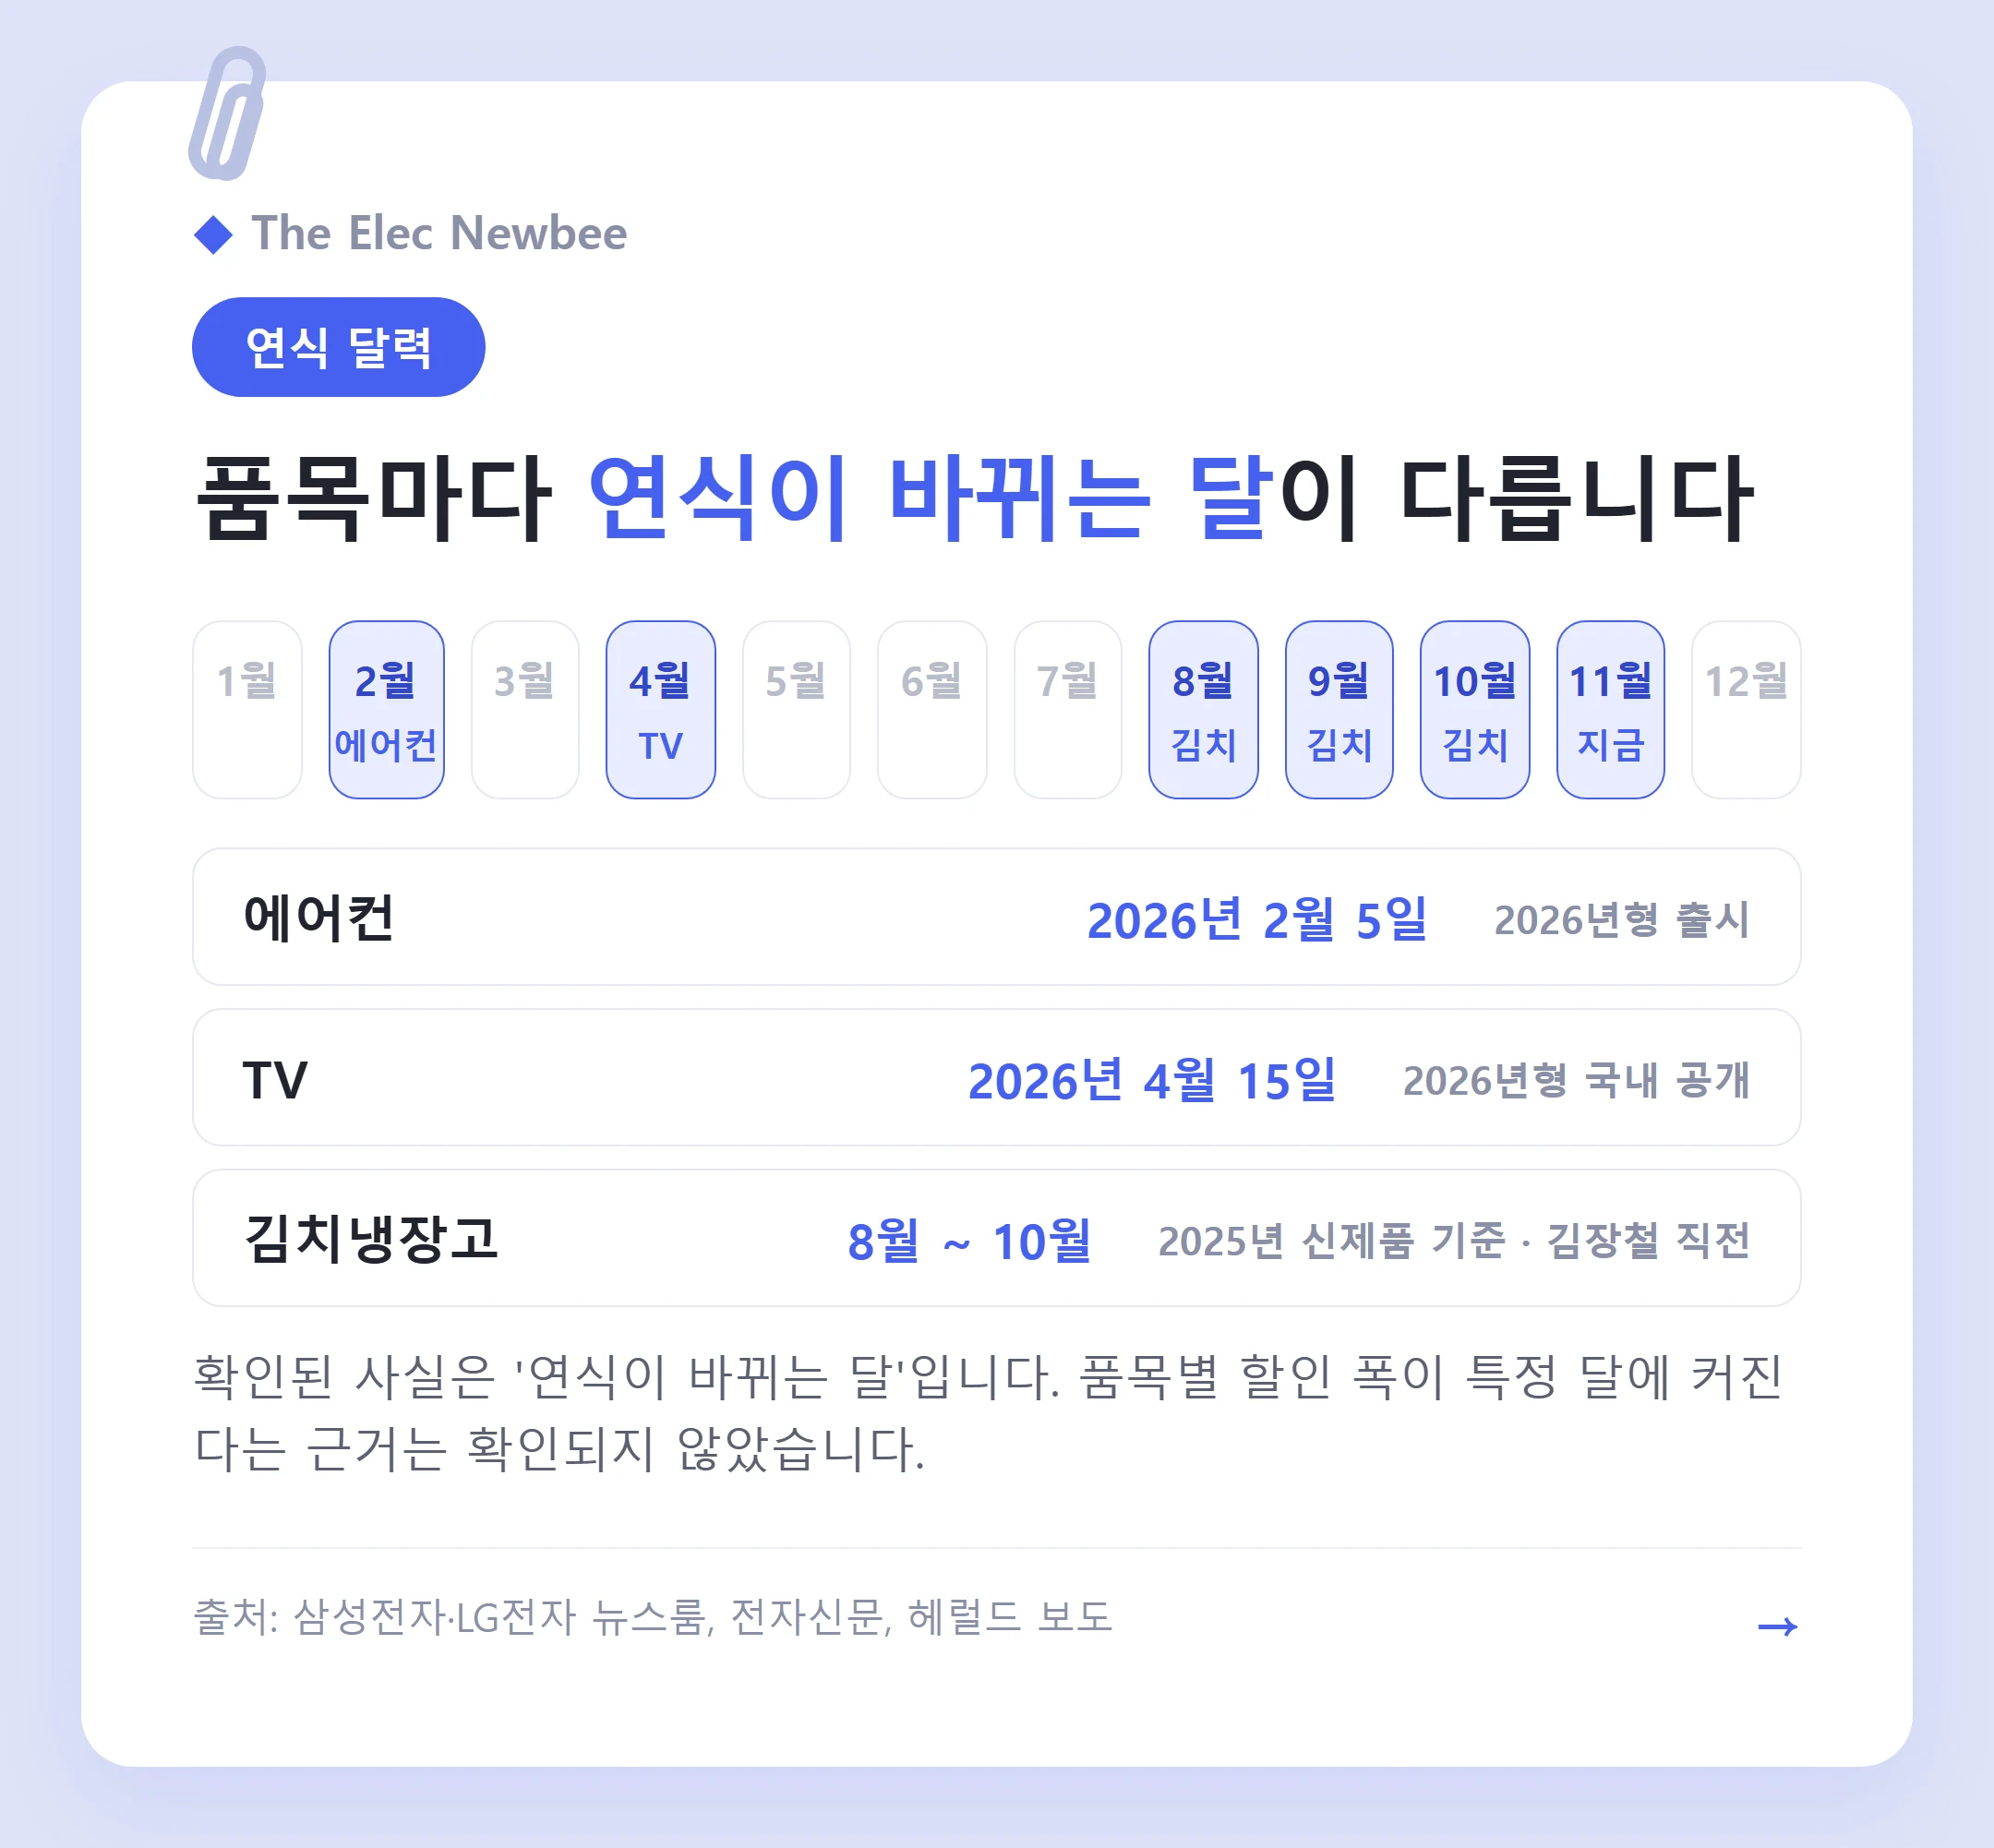 The Elec Newbee
연식 달력
품목마다 연식이 바뀌는 달이 다릅니다
1월 2월 3월 4월 5월 6월 7월 8월 9월 10월 11월 12월
에어컨 TV 김치 김치 김치 지금
에어컨 2026년 2월 5일 2026년형 출시
TV 2026년 4월 15일 2026년형 국내 공개
김치냉장고 8월 ~ 10월 2025년 신제품 기준 · 김장철 직전
확인된 사실은 '연식이 바뀌는 달'입니다. 품목별 할인 폭이 특정 달에 커진
다는 근거는 확인되지 않았습니다.
출처: 삼성전자·LG전자 뉴스룸, 전자신문, 헤럴드 보도
→